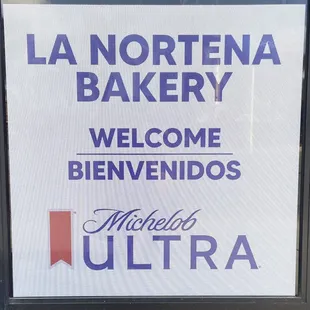 LA NORTENA
BAKERY
WELCOME
BIENVENIDOS
Michelob
ULTRA